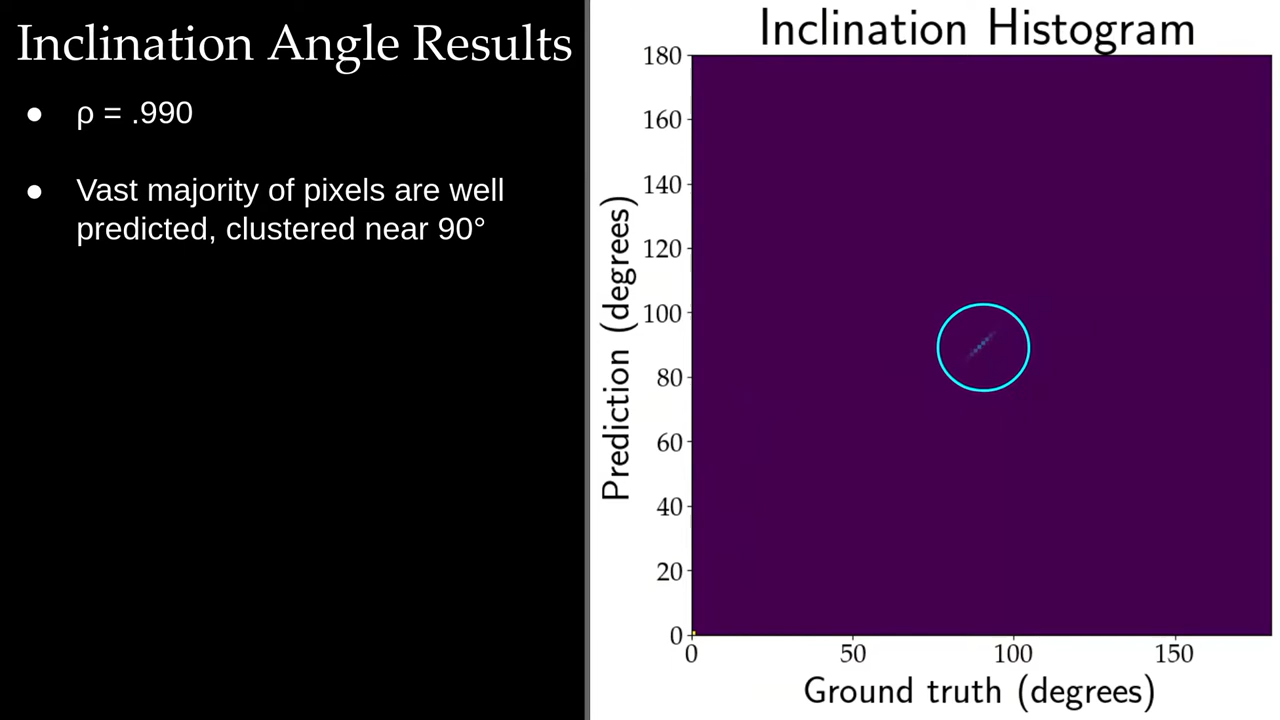 Inclination Angle Results
● ρ = .990
● Vast majority of pixels are well
predicted, clustered near 90°
Inclination Histogram
Prediction (degrees)
180
160
140
120
100
80
60
40
20
0
0 50 100 150
Ground truth (degrees)